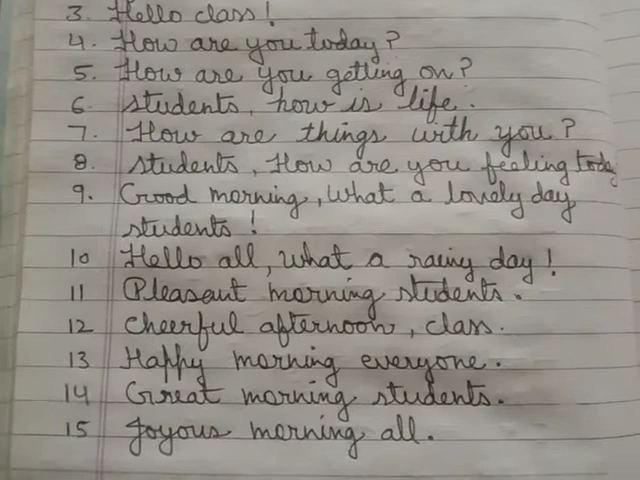 3. Hello class!
4. How are you today?
5. How are you getting on?
6. students, how is life.
7. How are things with you?
8. students, How are you feeling today
9. Good morning, What a lovely day
students!
10 Hello all, what a rainy day!
11 Pleasant morning students.
12 Cheerful afternoon, class.
13 Happy morning everyone.
14 Great morning students.
15 Joyous morning all.